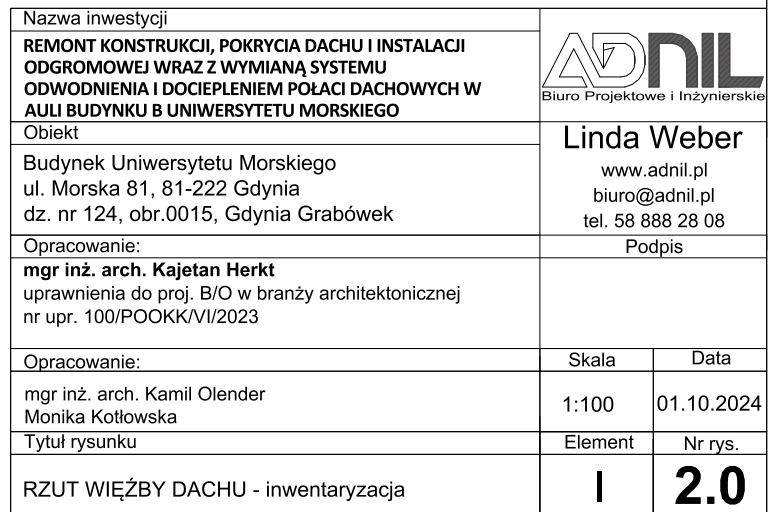 Nazwa inwestycji
REMONT KONSTRUKCJI, POKRYCIA DACHU I INSTALACJI
ODGROMOWEJ WRAZ Z WYMIANĄ SYSTEMU
ODWODNIENIA I DOCIEPLENIEM POŁACI DACHOWYCH W
AULI BUDYNKU B UNIWERSYTETU MORSKIEGO
ADNIL
Biuro Projektowe i Inżynierskie
Obiekt
Budynek Uniwersytetu Morskiego
ul. Morska 81, 81-222 Gdynia
dz. nr 124, obr.0015, Gdynia Grabówek
Linda Weber
www.adnil.pl
biuro@adnil.pl
tel. 58 888 28 08
Opracowanie:
mgr inż. arch. Kajetan Herkt
uprawnienia do proj. B/O w branży architektonicznej
nr upr. 100/POOKK/VI/2023
Podpis
Opracowanie:
mgr inż. arch. Kamil Olender
Monika Kotłowska
Skala
1:100
Data
01.10.2024
Tytuł rysunku
RZUT WIĘŹBY DACHU - inwentaryzacja
Element
I
Nr rys.
2.0